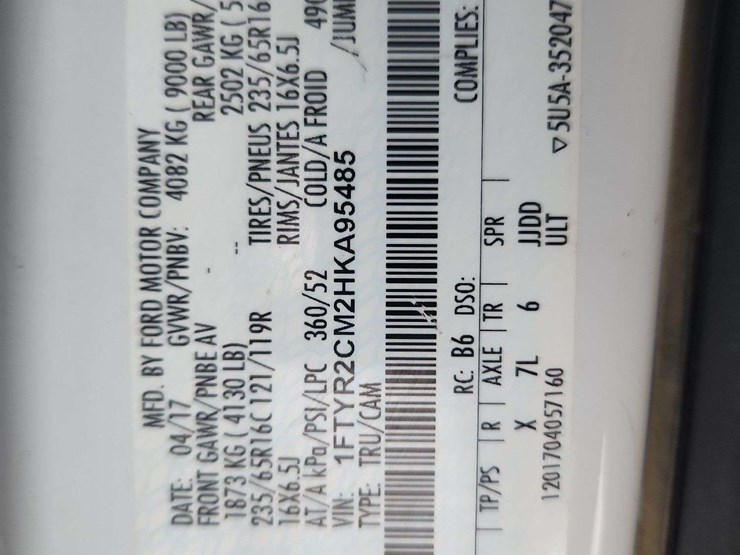 MFD. BY FORD MOTOR COMPANY
DATE: 04/17 GVWR/PNBV: 4082 KG ( 9000 LB)
FRONT GAWR/PNBE AV - REAR GAWR/
1873 KG ( 4130 LB) -- 2502 KG ( 5
235/65R16C 121/119R TIRES/PNEUS 235/65R16
16X6.5J RIMS/JANTES 16X6.5J
AT/A kPa/PSI/LPC 360/52 COLD/A FROID 490
VIN: 1FTYR2CM2HKA95485
TYPE: TRU/CAM
RC: B6 DSO: COMPLIES:
TP/PS R AXLE TR SPR
X 7L 6 JJDD
ULT
1201704057160 ▽ 5U5A-352047